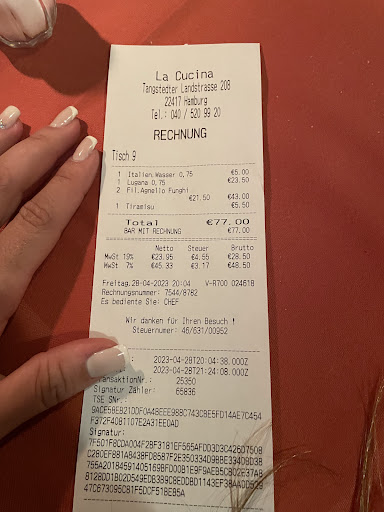 La Cucina
Tangstedter Landstrasse 208
22417 Hamburg
Tel.: 040 / 520 99 20
RECHNUNG
Tisch 9
1 Italien.Wasser 0,75 €5.00
1 Lugana 0,75 €23.50
2 Fil.Agnello Funghi
€21.50 €43.00
1 Tiramisu €5.50
Total €77.00
BAR MIT RECHNUNG €77.00
Netto Steuer Brutto
MwSt 19% €23.95 €4.55 €28.50
MwSt 7% €45.33 €3.17 €48.50
Freitag,28-04-2023 20:04 V-R700 024618
Rechnungsnummer: 7544/8782
Es bediente Sie: CHEF
Wir danken für Ihren Besuch !
Steuernummer: 46/631/00952
2023-04-28T20:04:38.000Z
2023-04-28T21:24:08.000Z
TransaktionNr.: 25350
Signatur Zähler: 65836
TSE SNr.:
Signatur: